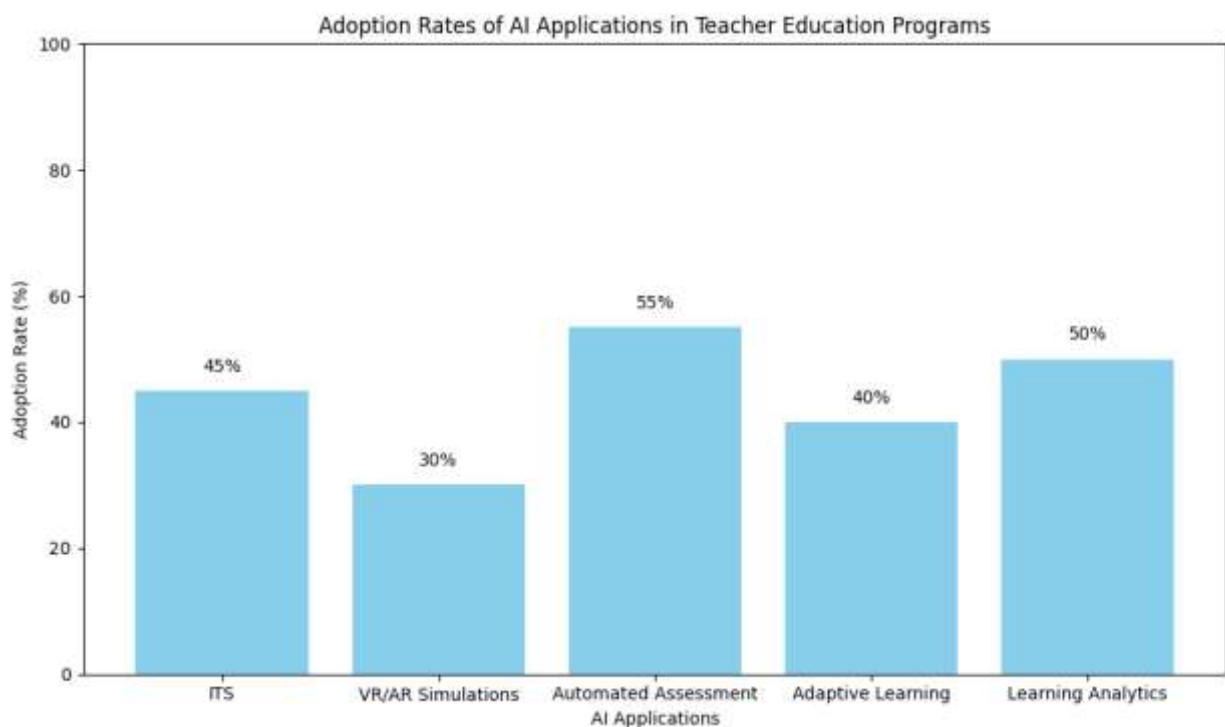 Adoption Rates of AI Applications in Teacher Education Programs
100
80
60
40
20
0
Adoption Rate (%)
45%
30%
55%
40%
50%
ITS
VR/AR Simulations
Automated Assessment
Adaptive Learning
Learning Analytics
AI Applications